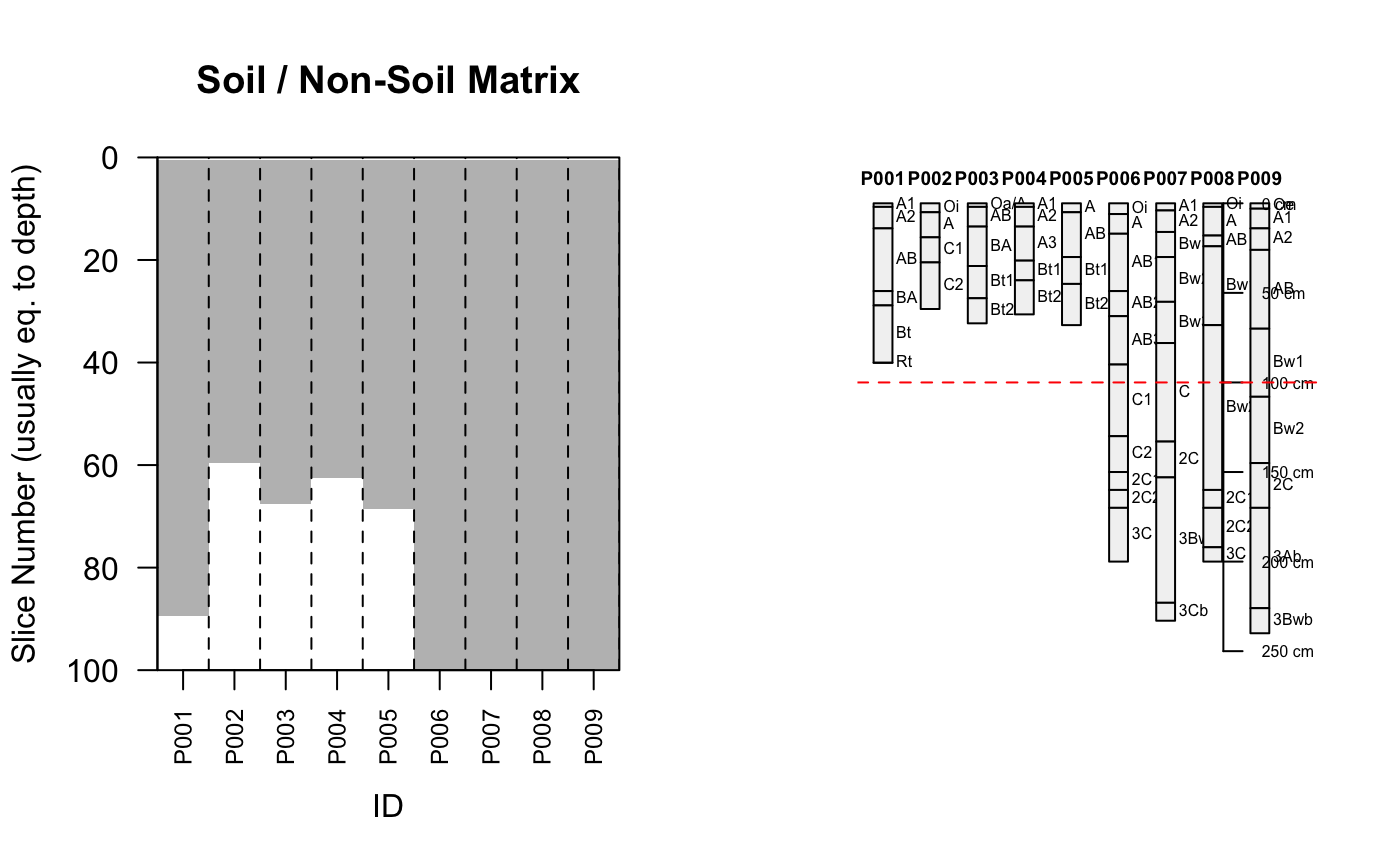 Soil / Non-Soil Matrix
Slice Number (usually eq. to depth)
0
20
40
60
80
100
P001
P002
P003
P004
P005
P006
P007
P008
P009
ID
P001 P002 P003 P004 P005 P006 P007 P008 P009
A1
A2
AB
BA
Bt
Rt
Oi
A
C1
C2
AB
BA
Bt1
Bt2
A1
A2
A3
Bt1
Bt2
A
AB
Bt1
Bt2
Oi
A
AB
C1
C2
2C2
3C
A1
A2
C
2C
3Cb
Oi
A
AB
2C2
3C
A1
A2
AB
Bw1
Bw2
2C
3Ab
3Bwb
0 cm
50 cm
100 cm
150 cm
200 cm
250 cm